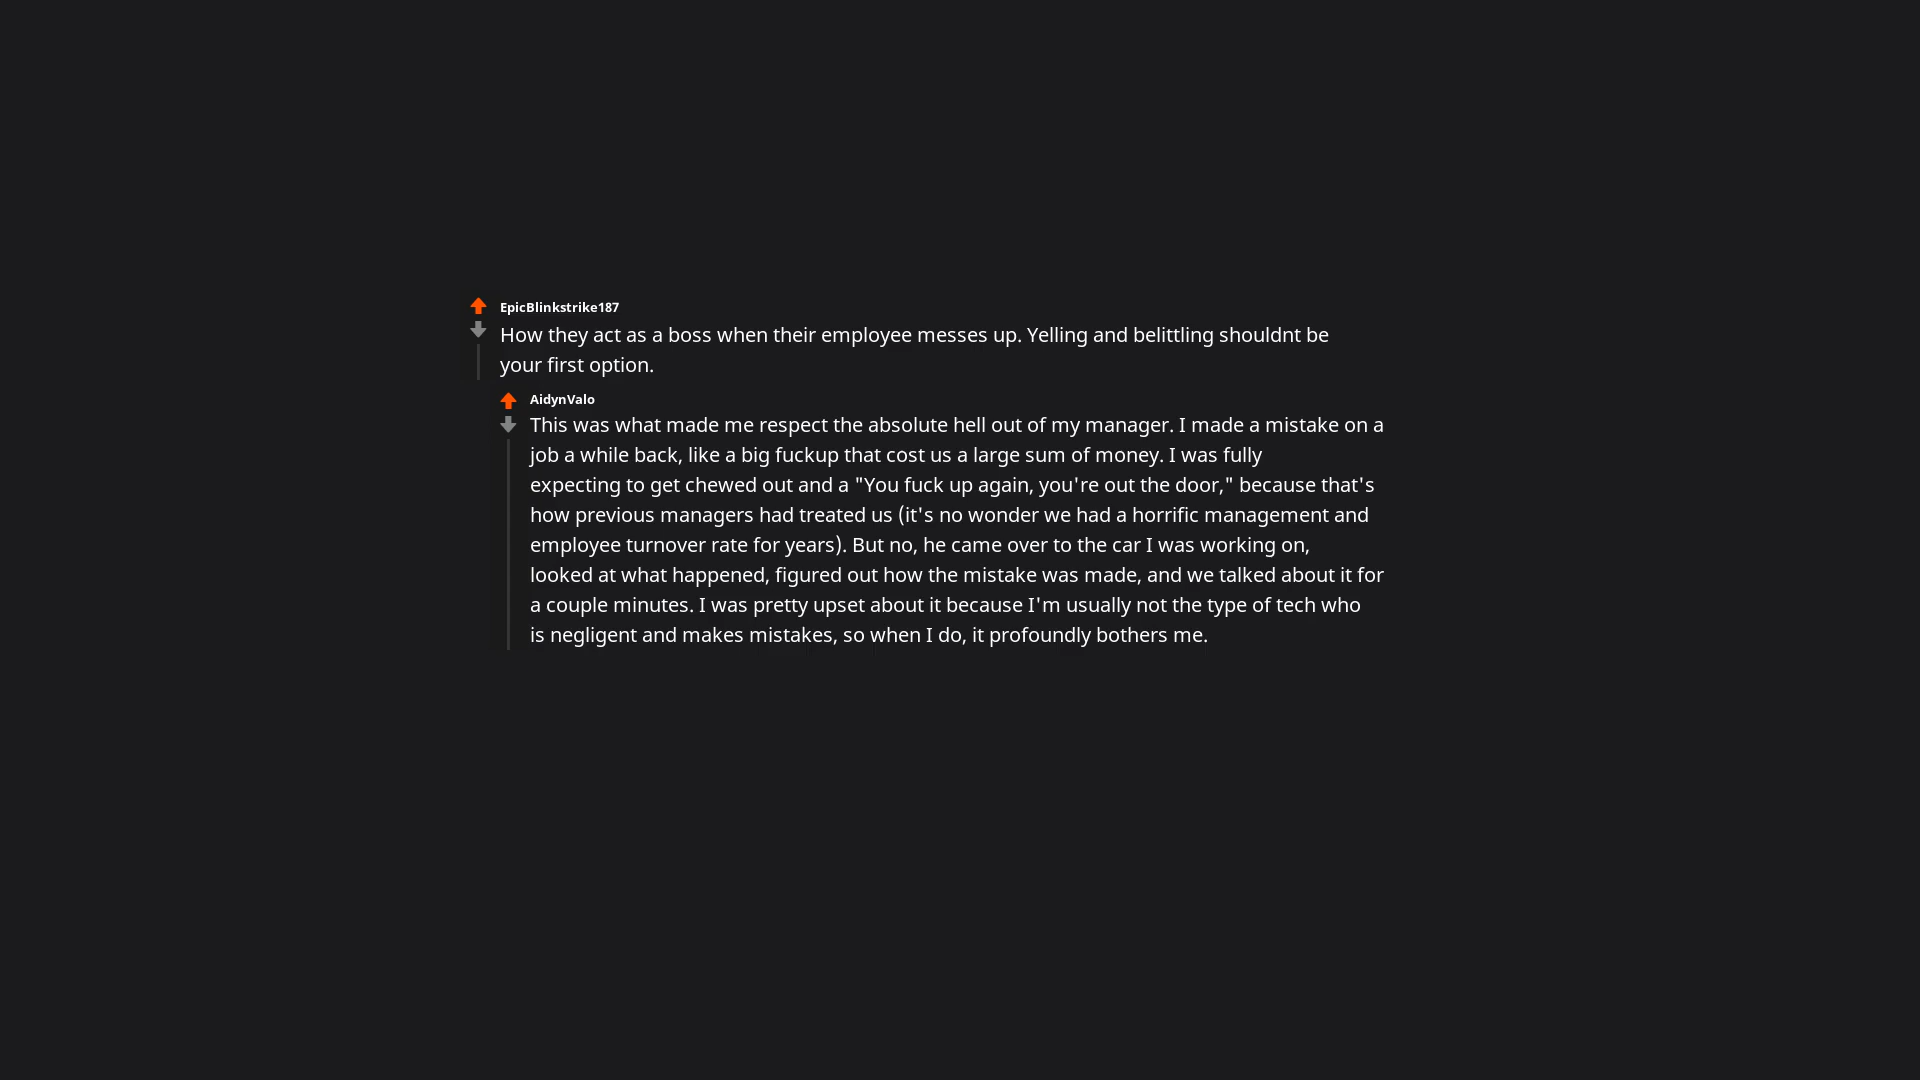 EpicBlinkstrike187
How they act as a boss when their employee messes up. Yelling and belittling shouldnt be
your first option.
AidynValo
This was what made me respect the absolute hell out of my manager. I made a mistake on a
job a while back, like a big fuckup that cost us a large sum of money. I was fully
expecting to get chewed out and a "You fuck up again, you're out the door," because that's
how previous managers had treated us (it's no wonder we had a horrific management and
employee turnover rate for years). But no, he came over to the car I was working on,
looked at what happened, figured out how the mistake was made, and we talked about it for
a couple minutes. I was pretty upset about it because I'm usually not the type of tech who
is negligent and makes mistakes, so when I do, it profoundly bothers me.